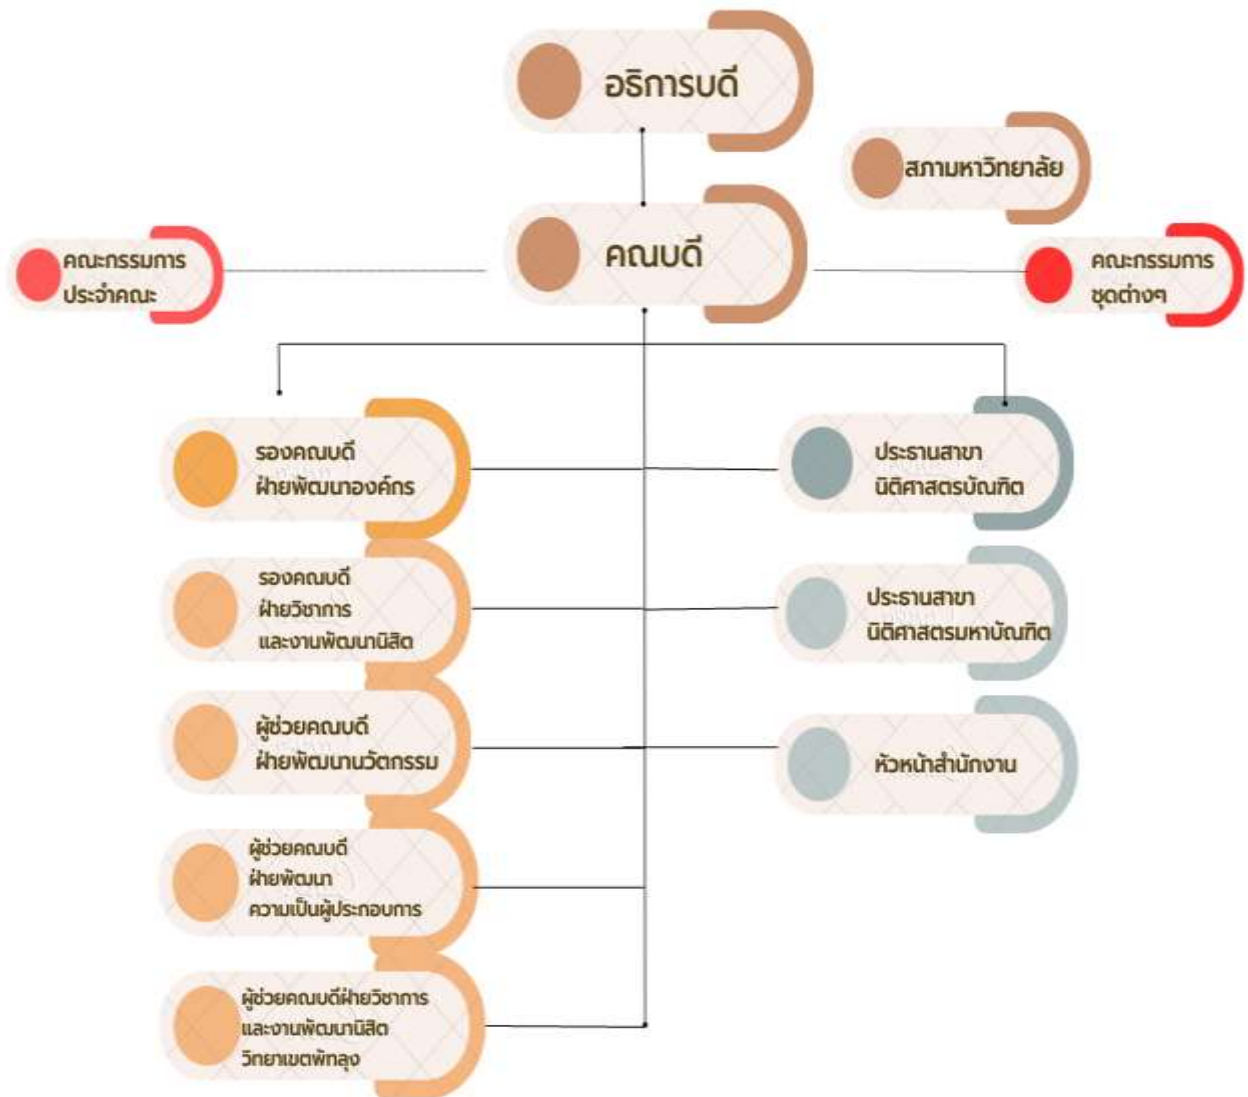 อธิการบดี
สภามหาวิทยาลัย
คณบดี
คณะกรรมการ
ประจำคณะ
คณะกรรมการ
ชุดต่างๆ
รองคณบดี
ฝ่ายพัฒนาองค์กร
ประธานสาขา
นิติศาสตรบัณฑิต
รองคณบดี
ฝ่ายวิชาการ
และงานพัฒนานิสิต
ประธานสาขา
นิติศาสตรมหาบัณฑิต
ผู้ช่วยคณบดี
ฝ่ายพัฒนานวัตกรรม
หัวหน้าสำนักงาน
ผู้ช่วยคณบดี
ฝ่ายพัฒนา
ความเป็นผู้ประกอบการ
ผู้ช่วยคณบดีฝ่ายวิชาการ
และงานพัฒนานิสิต
วิทยาเขตพัทลุง